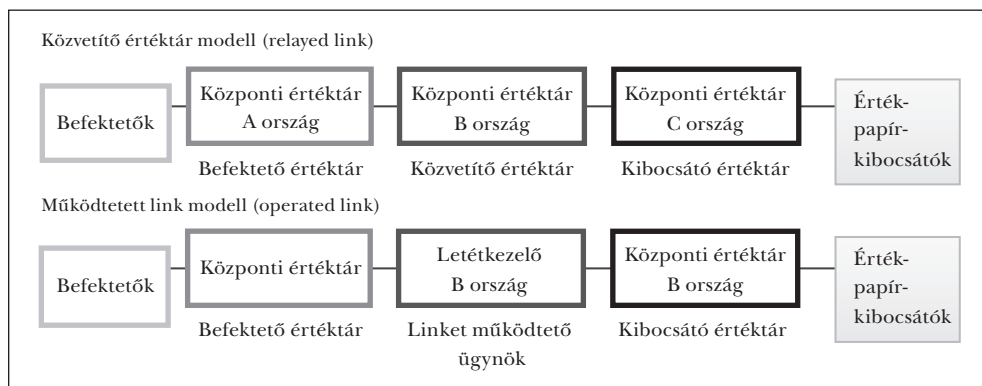 Közvetítő értéktár modell (relayed link)
Befektetők
Központi értéktár
A ország
Befektető értéktár
Központi értéktár
B ország
Közvetítő értéktár
Központi értéktár
C ország
Kibocsátó értéktár
Érték-
papír-
kibocsátók
Működtetett link modell (operated link)
Befektetők
Központi értéktár
Befektető értéktár
Letétkezelő
B ország
Linket működtető
ügynök
Központi értéktár
B ország
Kibocsátó értéktár
Érték-
papír-
kibocsátók